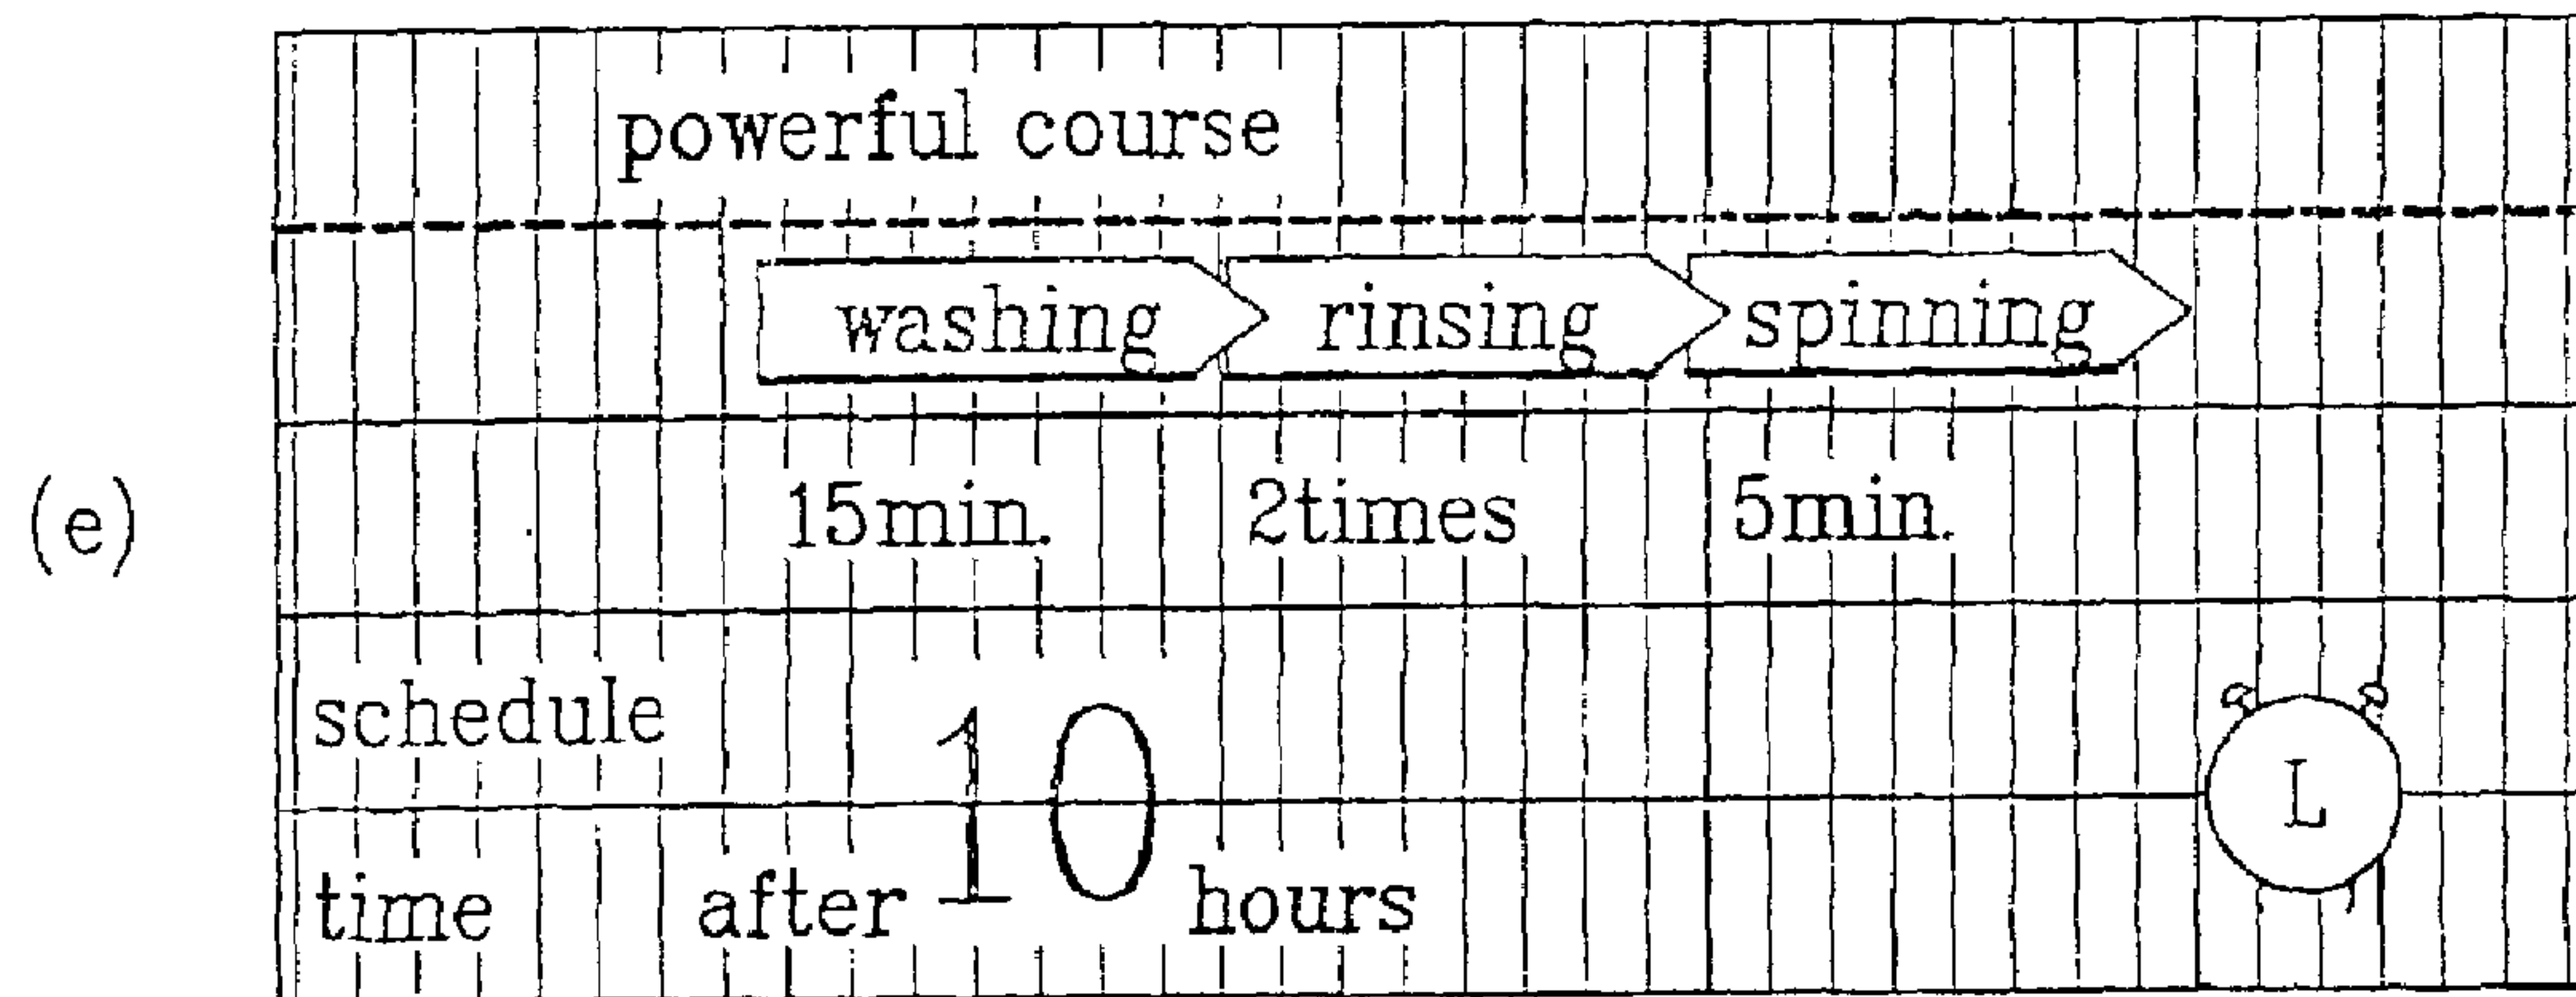 powerful course
washing rinsing spinning
(e)
15min. 2times 5min.
schedule
10
L
time after hours